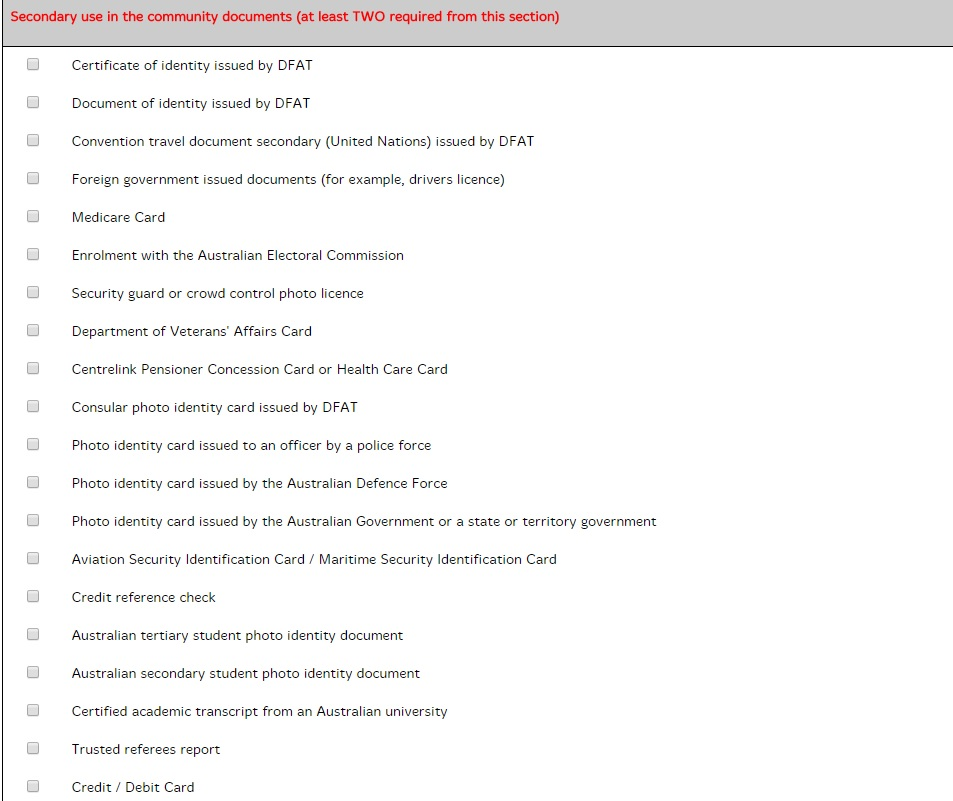 Secondary use in the community documents (at least TWO required from this section)
Certificate of identity issued by DFAT
Document of identity issued by DFAT
Convention travel document secondary (United Nations) issued by DFAT
Foreign government issued documents (for example, drivers licence)
Medicare Card
Enrolment with the Australian Electoral Commission
Security guard or crowd control photo licence
Department of Veterans' Affairs Card
Centrelink Pensioner Concession Card or Health Care Card
Consular photo identity card issued by DFAT
Photo identity card issued to an officer by a police force
Photo identity card issued by the Australian Defence Force
Photo identity card issued by the Australian Government or a state or territory government
Aviation Security Identification Card / Maritime Security Identification Card
Credit reference check
Australian tertiary student photo identity document
Australian secondary student photo identity document
Certified academic transcript from an Australian university
Trusted referees report
Credit / Debit Card